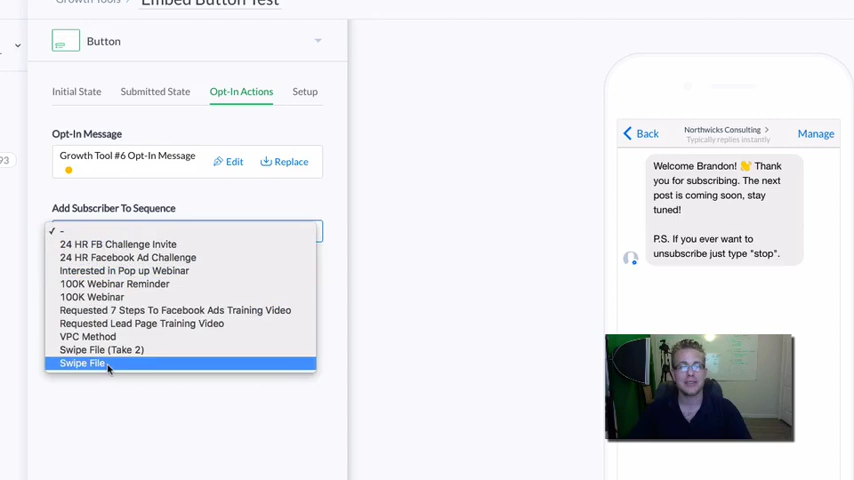 Growth Tools > Embed Button Test
Button
Initial State
Submitted State
Opt-In Actions
Setup
Opt-In Message
Growth Tool #6 Opt-In Message
Edit
Replace
Add Subscriber To Sequence
✓ -
24 HR FB Challenge Invite
24 HR Facebook Ad Challenge
Interested in Pop up Webinar
100K Webinar Reminder
100K Webinar
Requested 7 Steps To Facebook Ads Training Video
Requested Lead Page Training Video
VPC Method
Swipe File (Take 2)
Swipe File
Back
Northwicks Consulting >
Typically replies instantly
Manage
Welcome Brandon! 👋 Thank
you for subscribing. The next
post is coming soon, stay
tuned!
P.S. If you ever want to
unsubscribe just type "stop".